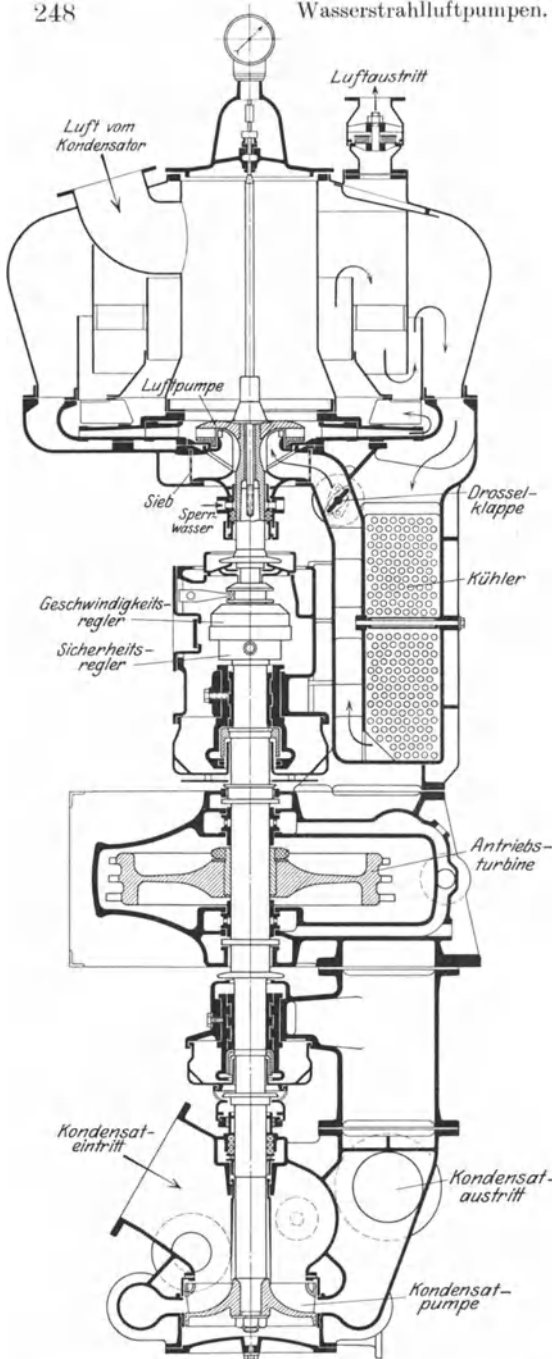 248
Wasserstrahlluftpumpen.
Luftaustritt
Luft vom
Kondensator
Luftpumpe
Sieb
Sperr-
wasser
Drossel-
klappe
Kühler
Geschwindigkeits-
regler
Sicherheits-
regler
Antriebs-
turbine
Kondensat-
eintritt
Kondensat-
austritt
Kondensat-
pumpe